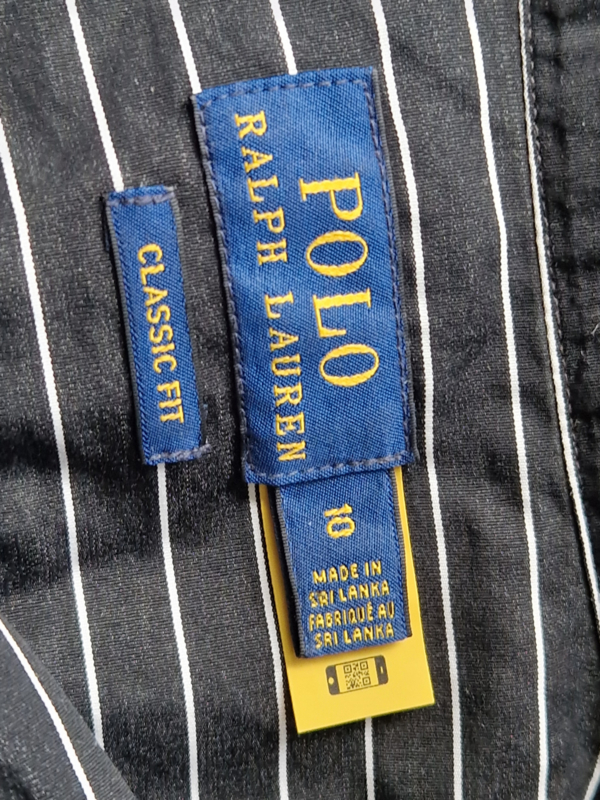 POLO
RALPH LAUREN
CLASSIC FIT
10
MADE IN
SRI LANKA
FABRIQUÉ AU
SRI LANKA